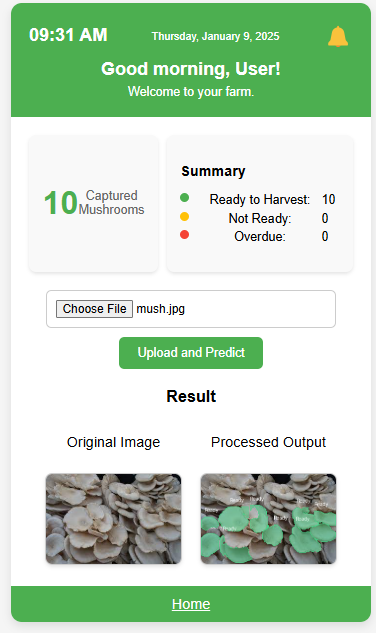 09:31 AM
Thursday, January 9, 2025
Good morning, User!
Welcome to your farm.
10 Captured
Mushrooms
Summary
Ready to Harvest: 10
Not Ready: 0
Overdue: 0
Choose File mush.jpg
Upload and Predict
Result
Original Image
Processed Output
Ready
Ready
Ready
Ready
Ready
Ready
Ready
Ready
Home